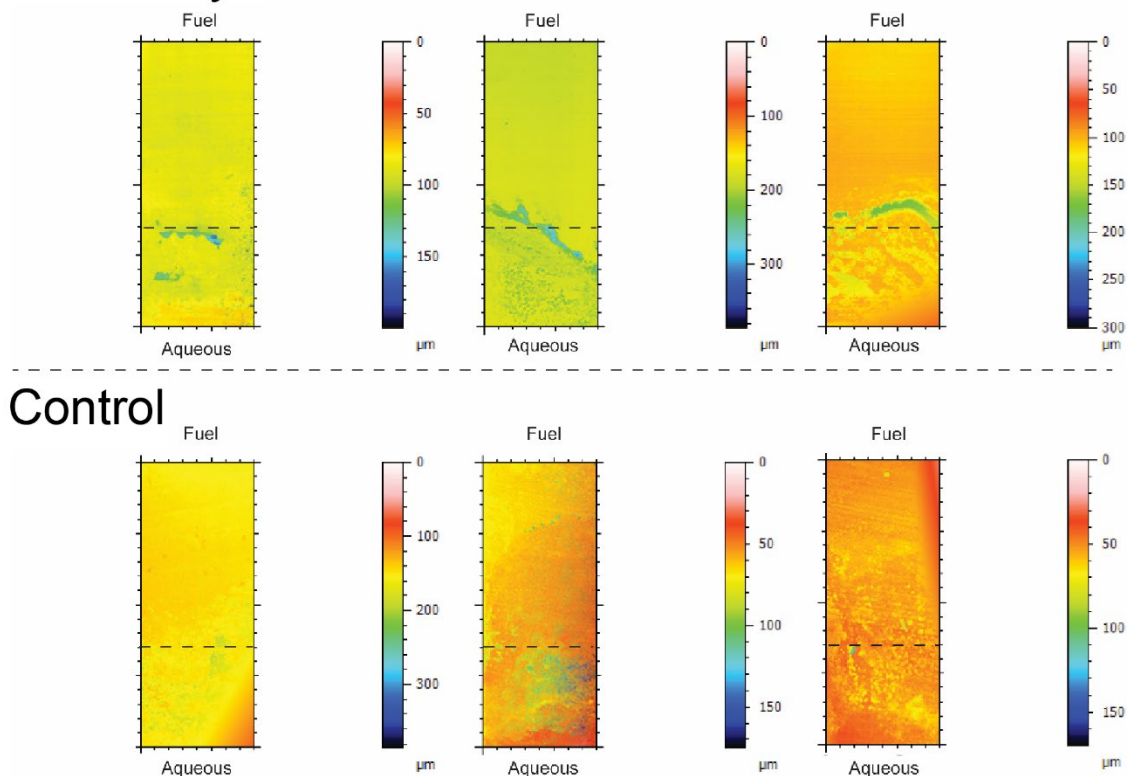 Fuel Fuel Fuel
0 0 0
50 100 50
100 200 100
150 300 150
200
250
300
µm µm µm
Aqueous Aqueous Aqueous
Control
Fuel Fuel Fuel
0 0 0
100 50 50
200 100 100
300 150 150
µm µm µm
Aqueous Aqueous Aqueous